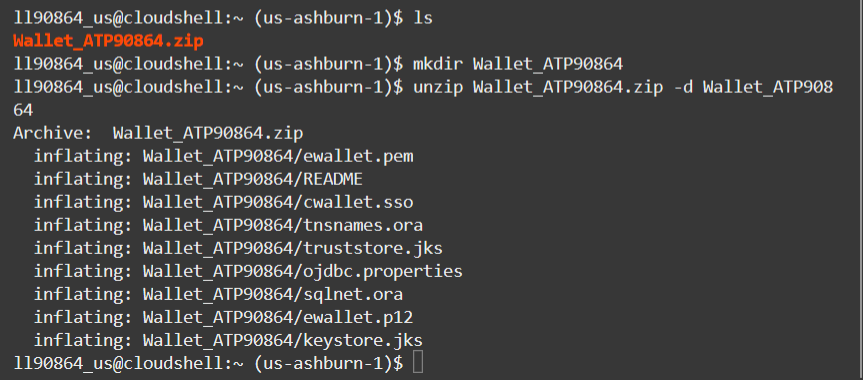 ll90864_us@cloudshell:~ (us-ashburn-1)$ ls
Wallet_ATP90864.zip
ll90864_us@cloudshell:~ (us-ashburn-1)$ mkdir Wallet_ATP90864
ll90864_us@cloudshell:~ (us-ashburn-1)$ unzip Wallet_ATP90864.zip -d Wallet_ATP908
64
Archive:  Wallet_ATP90864.zip
  inflating: Wallet_ATP90864/ewallet.pem
  inflating: Wallet_ATP90864/README
  inflating: Wallet_ATP90864/cwallet.sso
  inflating: Wallet_ATP90864/tnsnames.ora
  inflating: Wallet_ATP90864/truststore.jks
  inflating: Wallet_ATP90864/ojdbc.properties
  inflating: Wallet_ATP90864/sqlnet.ora
  inflating: Wallet_ATP90864/ewallet.p12
  inflating: Wallet_ATP90864/keystore.jks
ll90864_us@cloudshell:~ (us-ashburn-1)$